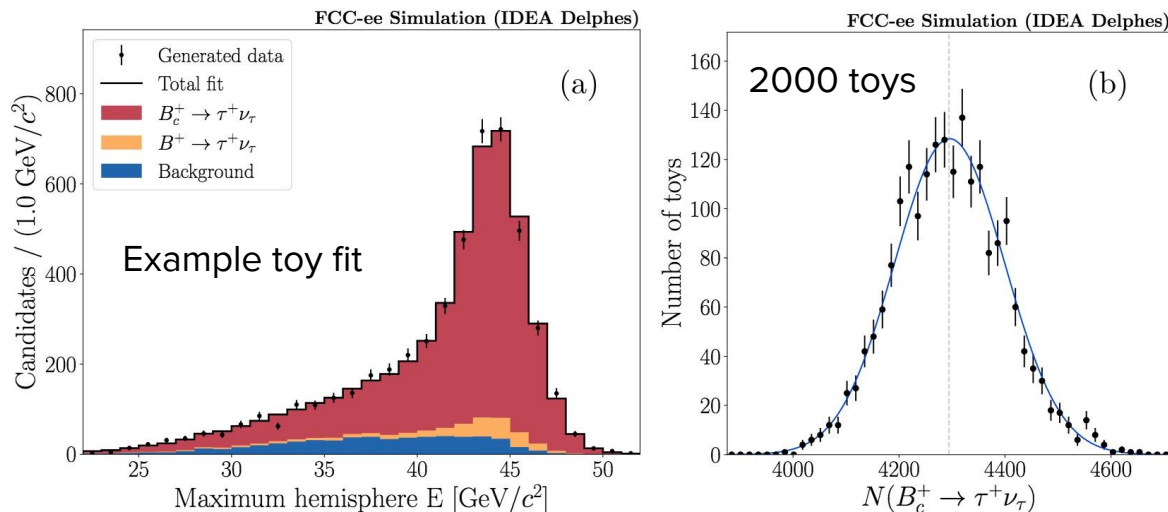 FCC-ee Simulation (IDEA Delphes)
(a)
Generated data
Total fit
B_c^+ → τ^+ν_τ
B^+ → τ^+ν_τ
Background
Example toy fit
Candidates / (1.0 GeV/c^2)
800
600
400
200
0
25 30 35 40 45 50
Maximum hemisphere E [GeV/c^2]
FCC-ee Simulation (IDEA Delphes)
2000 toys
(b)
Number of toys
160
140
120
100
80
60
40
20
0
4000 4200 4400 4600
N(B_c^+ → τ^+ν_τ)